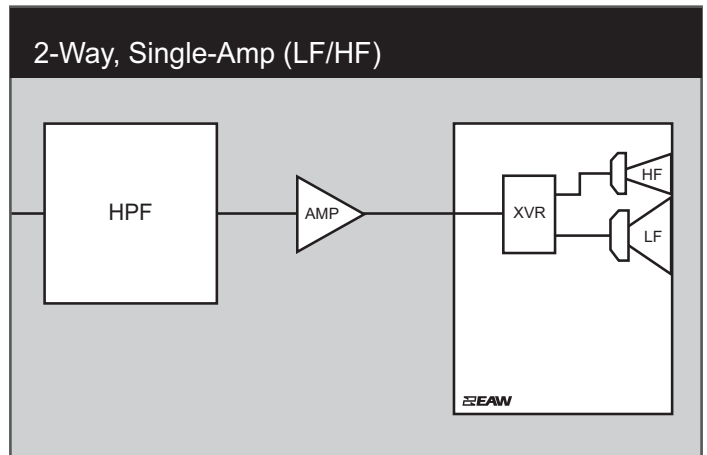 2-Way, Single-Amp (LF/HF)
HPF
AMP
XVR
HF
LF
EAW